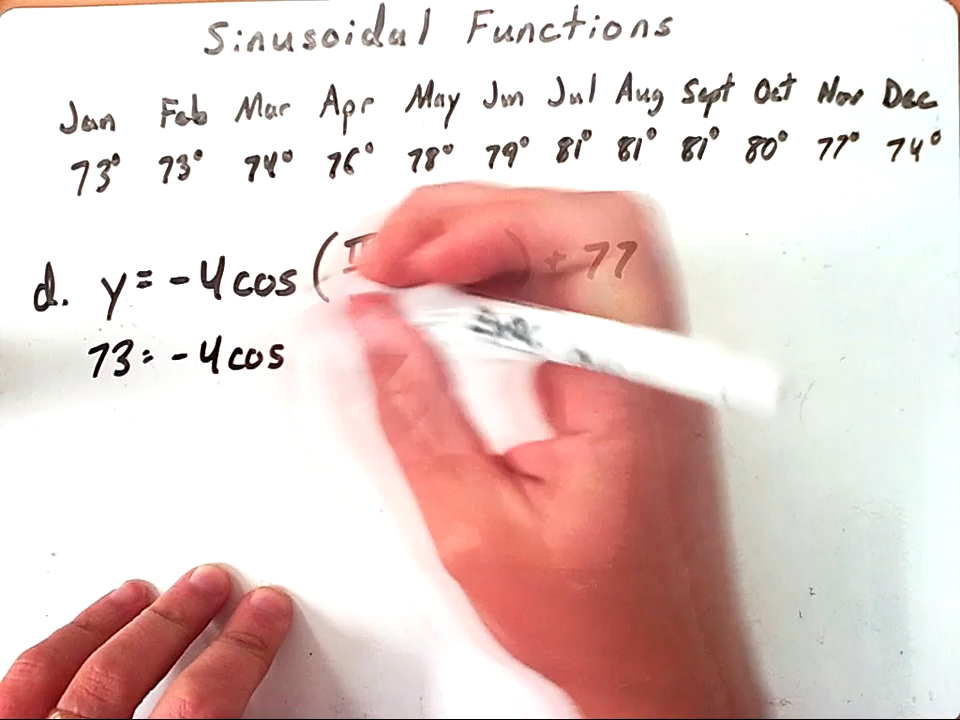 Sinusoidal Functions
Jan Feb Mar Apr May Jun Jul Aug Sept Oct Nov Dec
73° 73° 74° 76° 78° 79° 81° 81° 81° 80° 77° 74°
d. y = -4cos ( ) + 77
73 = -4cos